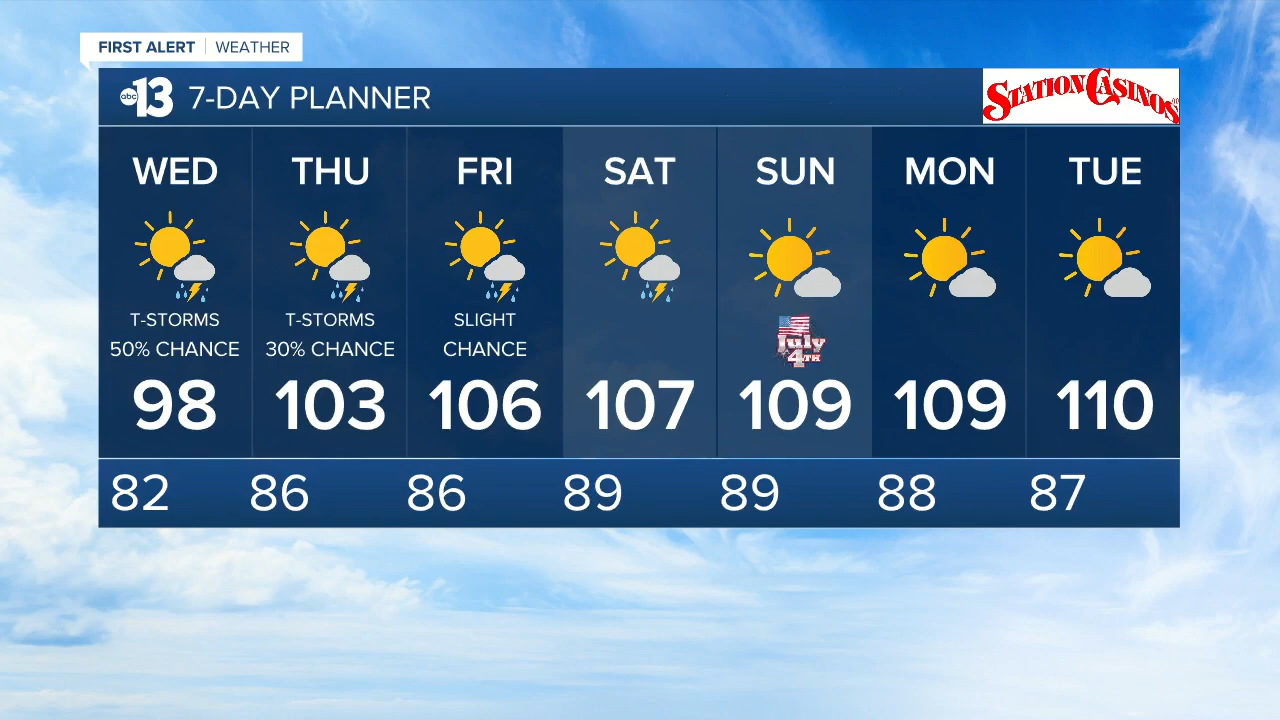 FIRST ALERT | WEATHER
abc 13 7-DAY PLANNER
STATION CASINOS
WED THU FRI SAT SUN MON TUE
T-STORMS T-STORMS SLIGHT
50% CHANCE 30% CHANCE CHANCE
July
4TH
98 103 106 107 109 109 110
82 86 86 89 89 88 87